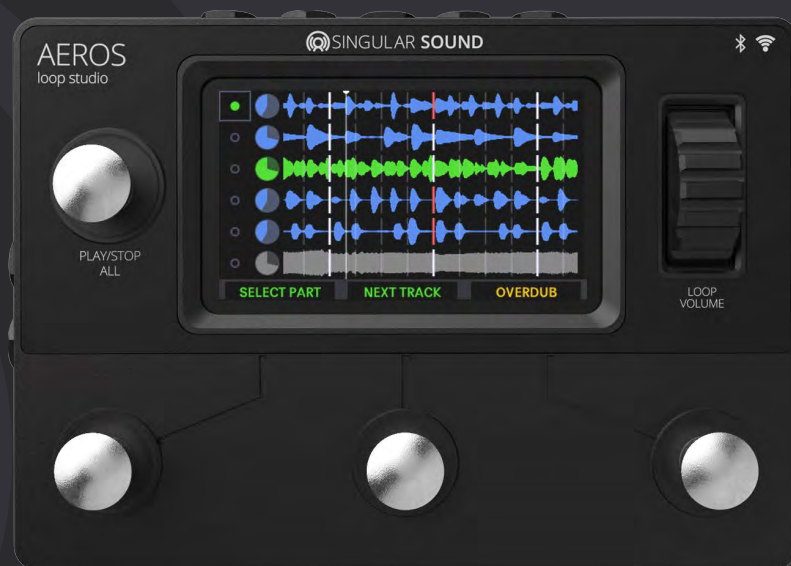 AEROS
loop studio
SINGULAR SOUND
PLAY/STOP
ALL
SELECT PART
NEXT TRACK
OVERDUB
LOOP
VOLUME